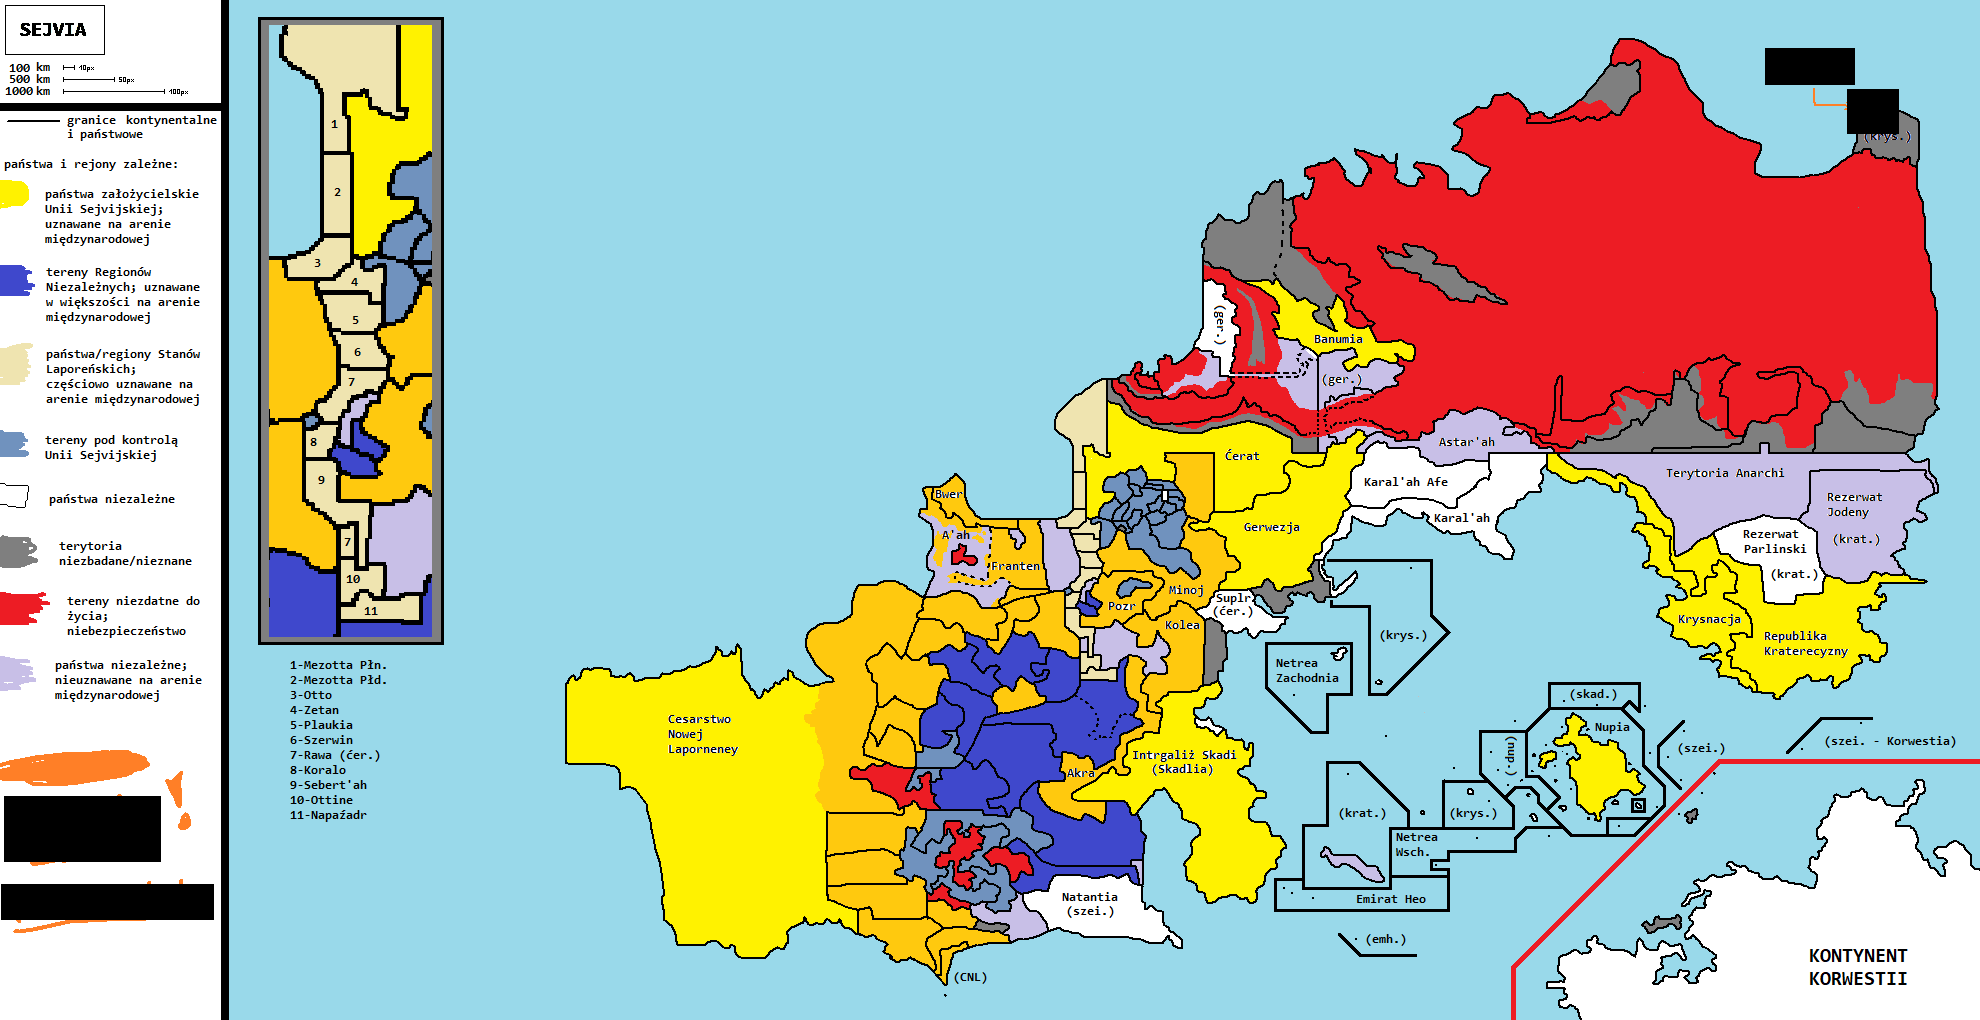 SEJVIA
100 km 10px
500 km 50px
1000 km 100px
granice kontynentalne
i państwowe
państwa i rejony zależne:
państwa założycielskie
Unii Sejvijskiej;
uznawane na arenie
międzynarodowej
tereny Regionów
Niezależnych; uznawane
w większości na arenie
międzynarodowej
państwa/regiony Stanów
Laporeńskich;
częściowo uznawane na
arenie międzynarodowej
tereny pod kontrolą
Unii Sejvijskiej
państwa niezależne
terytoria
niezbadane/nieznane
tereny niezdatne do
życia;
niebezpieczeństwo
państwa niezależne;
nieuznawane na arenie
międzynarodowej
1
2
3
4
5
6
7
8
9
7
10
11
1-Mezotta Płn.
2-Mezotta Płd.
3-Otto
4-Zetan
5-Plaukia
6-Szerwin
7-Rawa (ćer.)
8-Koralo
9-Sebert'ah
10-Ottine
11-Napaźadr
(krys.)
(ger.)
Banumia
(ger.)
Astar'ah
Ćerat
Karal'ah Afe
Karal'ah
Gerwezja
Terytoria Anarchi
Rezerwat
Jodeny
(krat.)
Rezerwat
Parlinski
(krat.)
Krysnacja
Republika
Kraterecyzny
Bwer
A'ah
Franten
Minoj
Pozr
Kolea
Suplr
(ćer.)
(krys.)
Netrea
Zachodnia
Cesarstwo
Nowej
Laporneney
Intrgaliż Skadi
(Skadlia)
Akra
(skad.)
Nupia
(nup.)
(szei.)
(szei. - Korwestia)
(krat.)
(krys.)
Netrea
Wsch.
Emirat Heo
(emh.)
Natantia
(szei.)
(CNL)
KONTYNENT
KORWESTII